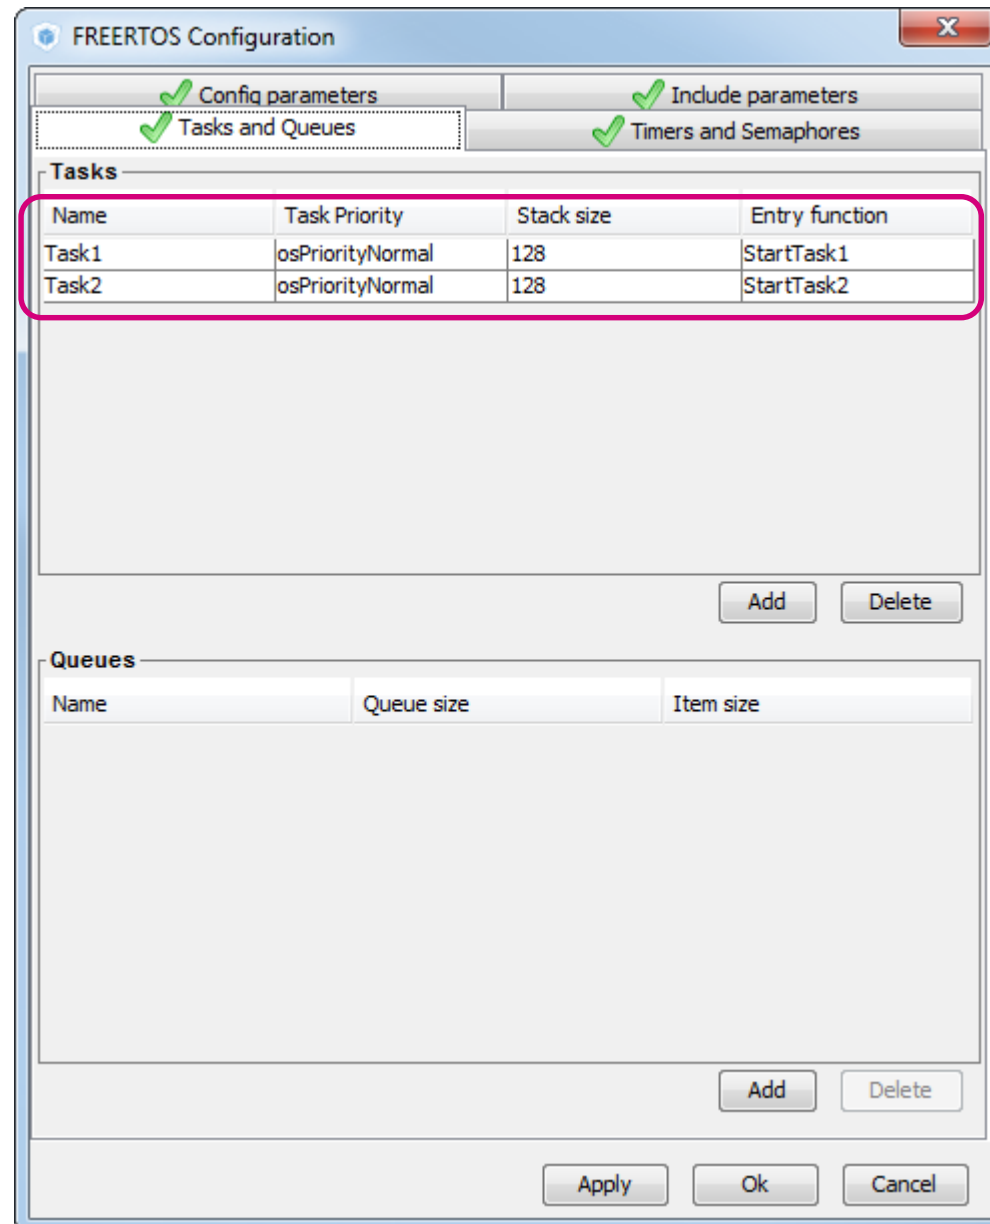 FREERTOS Configuration
Config parameters Include parameters
Tasks and Queues Timers and Semaphores
Tasks
Name Task Priority Stack size Entry function
Task1 osPriorityNormal 128 StartTask1
Task2 osPriorityNormal 128 StartTask2
Add Delete
Queues
Name Queue size Item size
Add Delete
Apply Ok Cancel